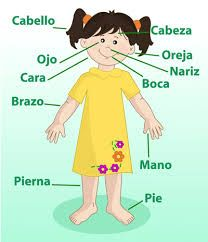 Cabello
Cabeza
Ojo
Oreja
Nariz
Cara
Boca
Brazo
Mano
Pierna
Pie